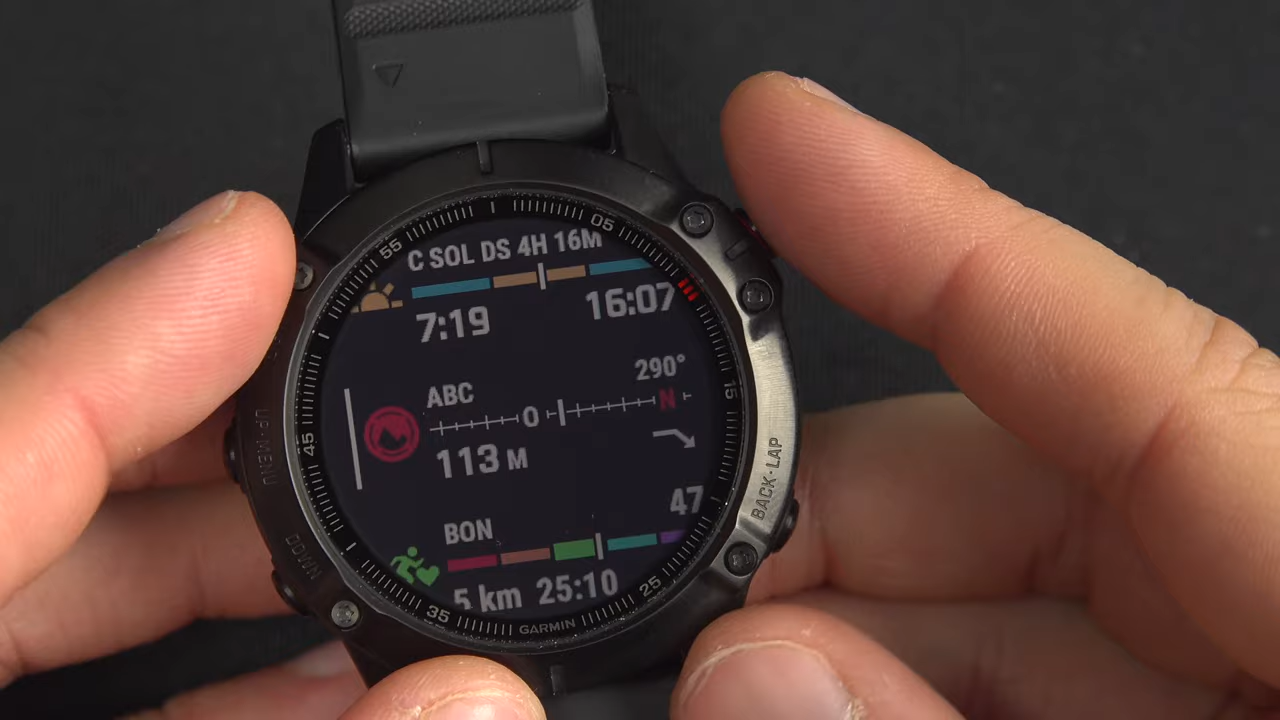 C SOL DS 4H 16M
7:19
16:07
ABC
290°
0
N
113 M
BON
47
5 km 25:10
55
05
15
25
35
45
GARMIN
UP·MENU
DOWN
BACK·LAP